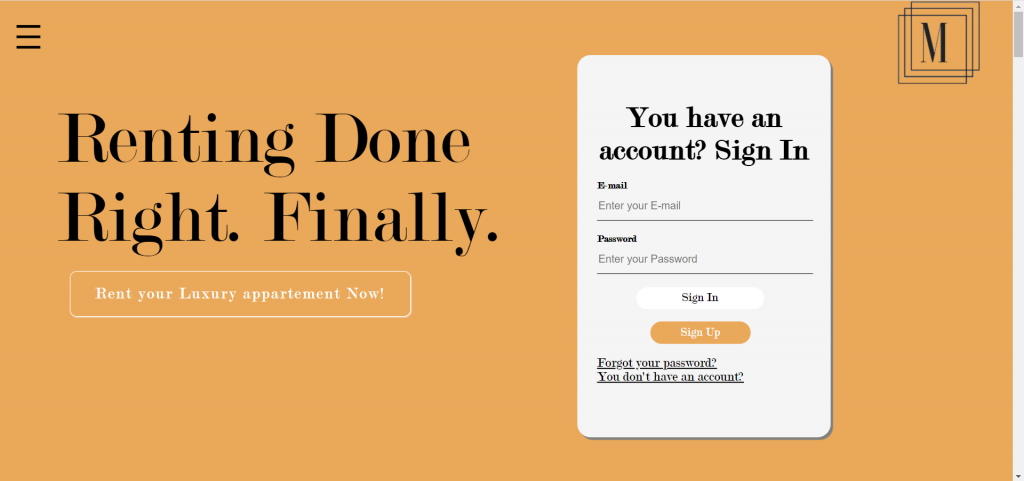 M
Renting Done
Right. Finally.
Rent your Luxury appartement Now!
You have an
account? Sign In
E-mail
Enter your E-mail
Password
Enter your Password
Sign In
Sign Up
Forgot your password?
You don't have an account?